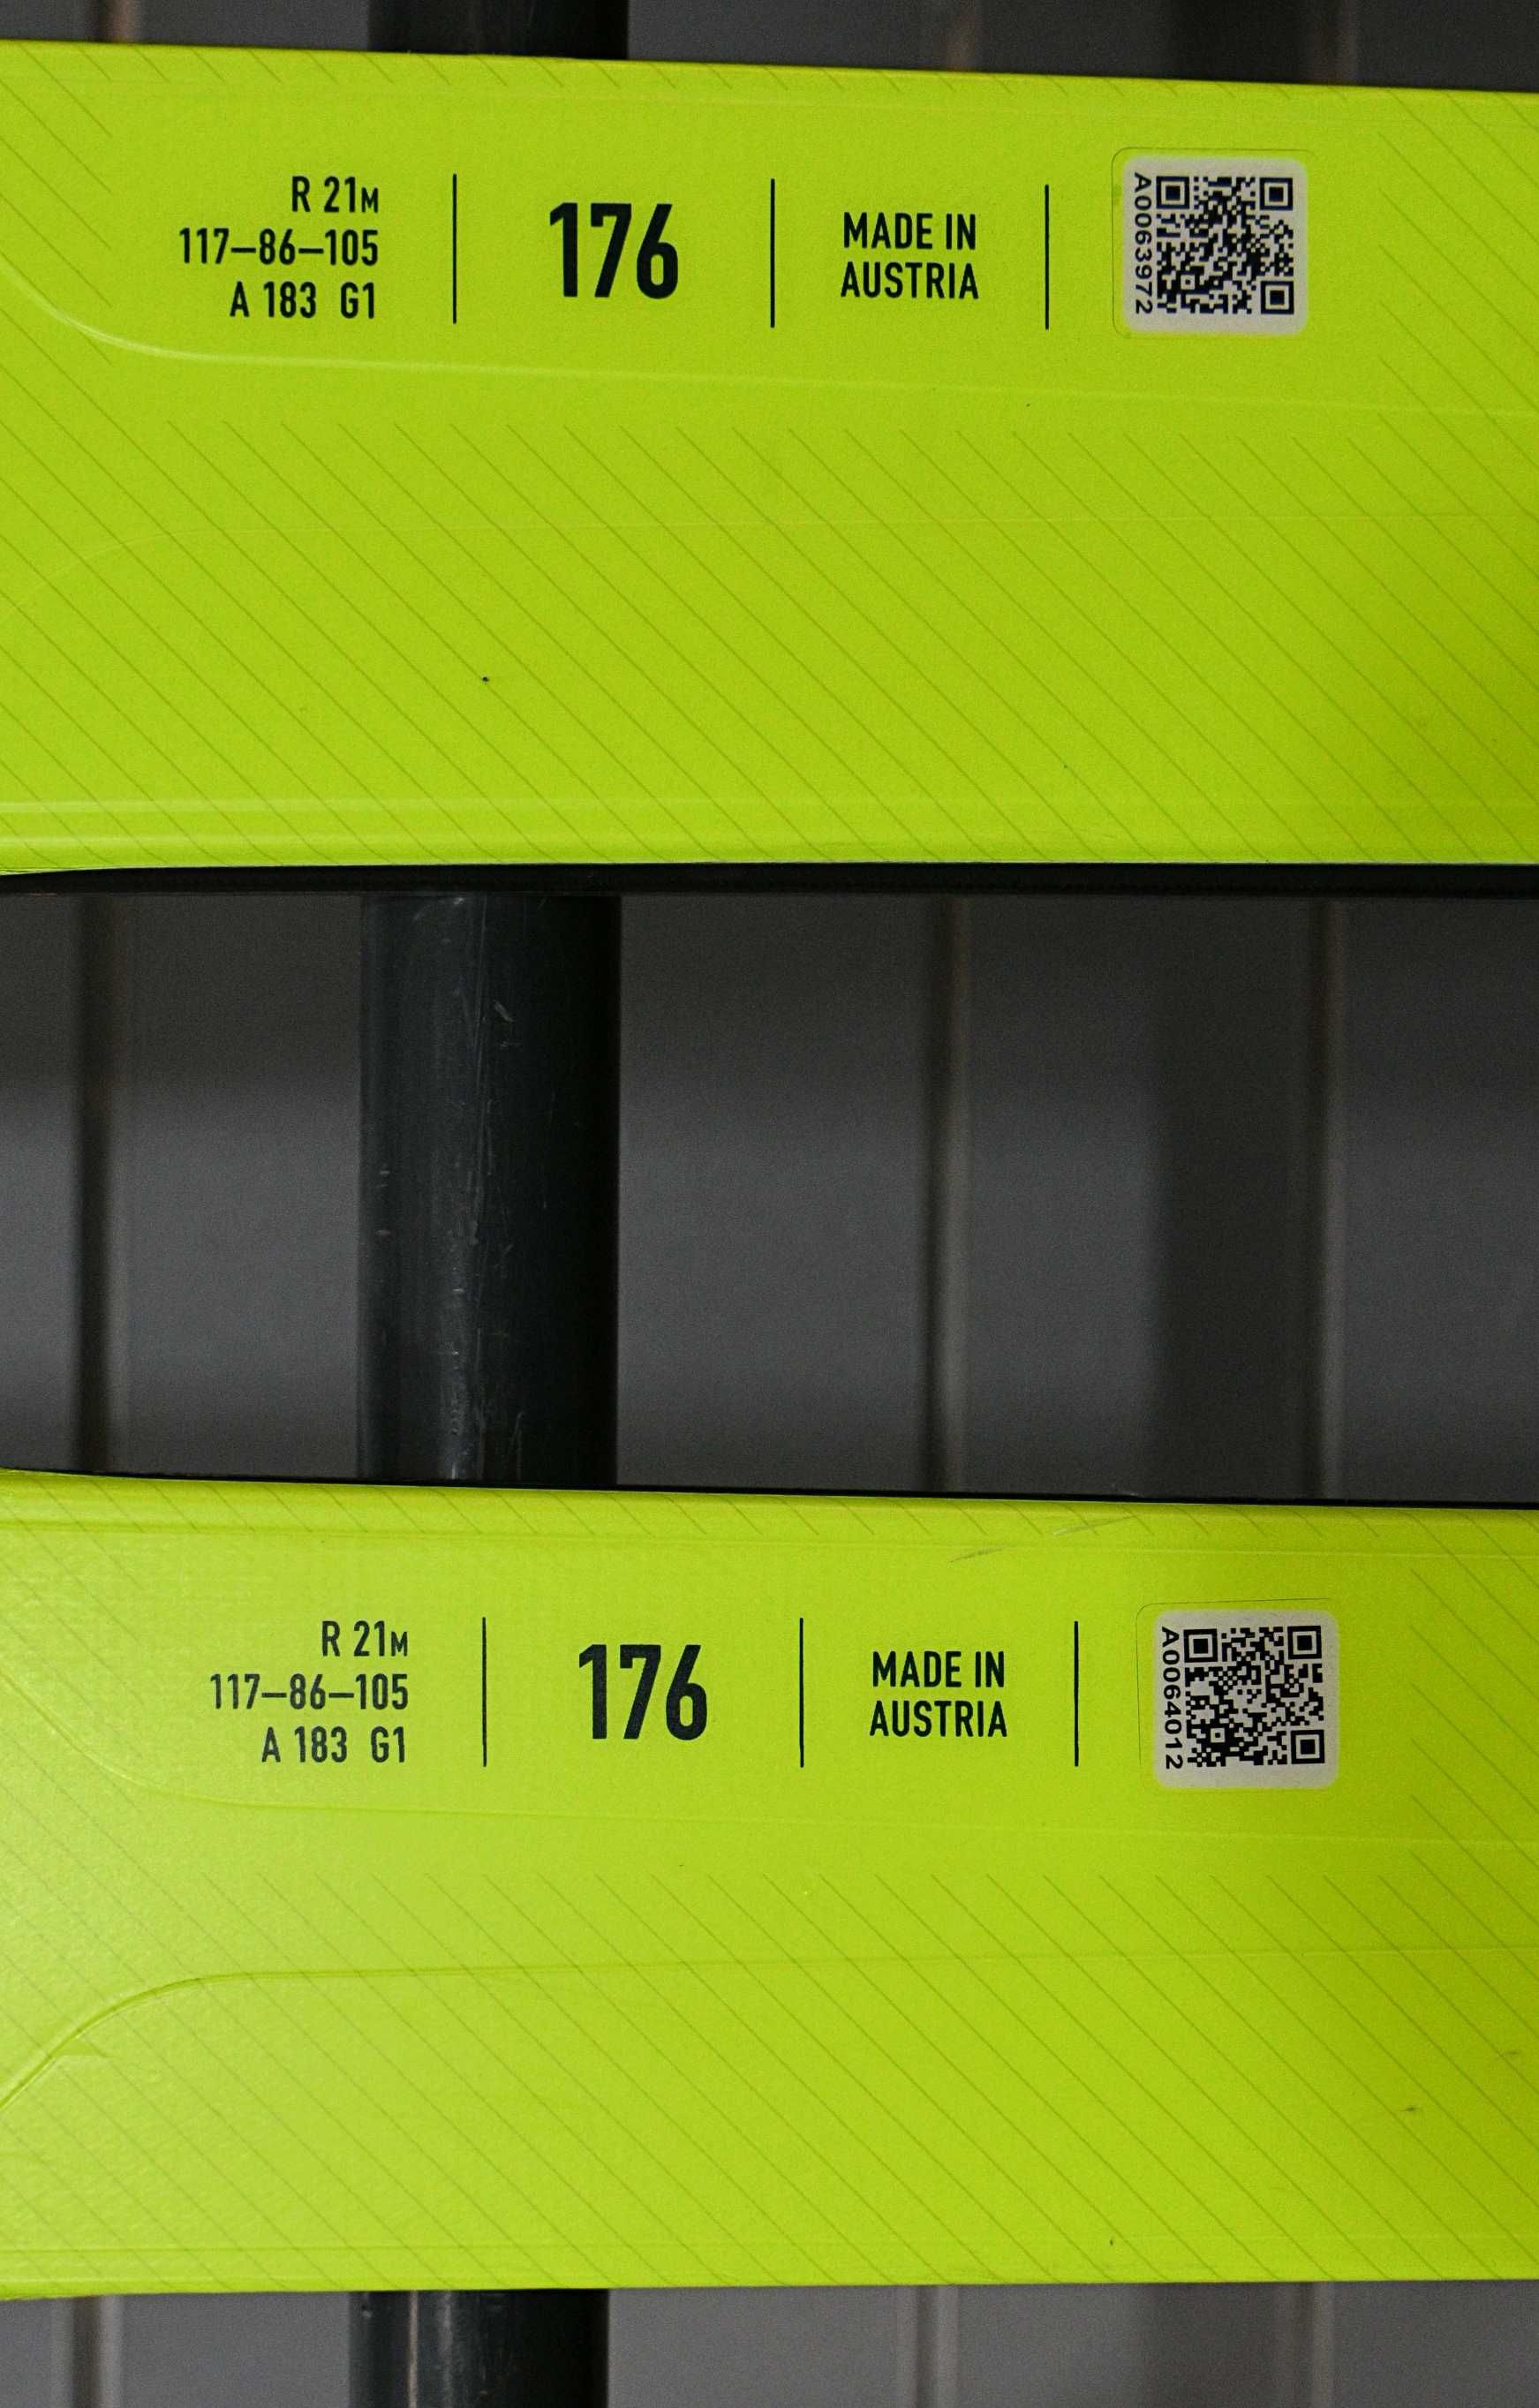 R 21M
117–86–105
A 183 G1
176
MADE IN
AUSTRIA
A0063972
R 21M
117–86–105
A 183 G1
176
MADE IN
AUSTRIA
A0064012